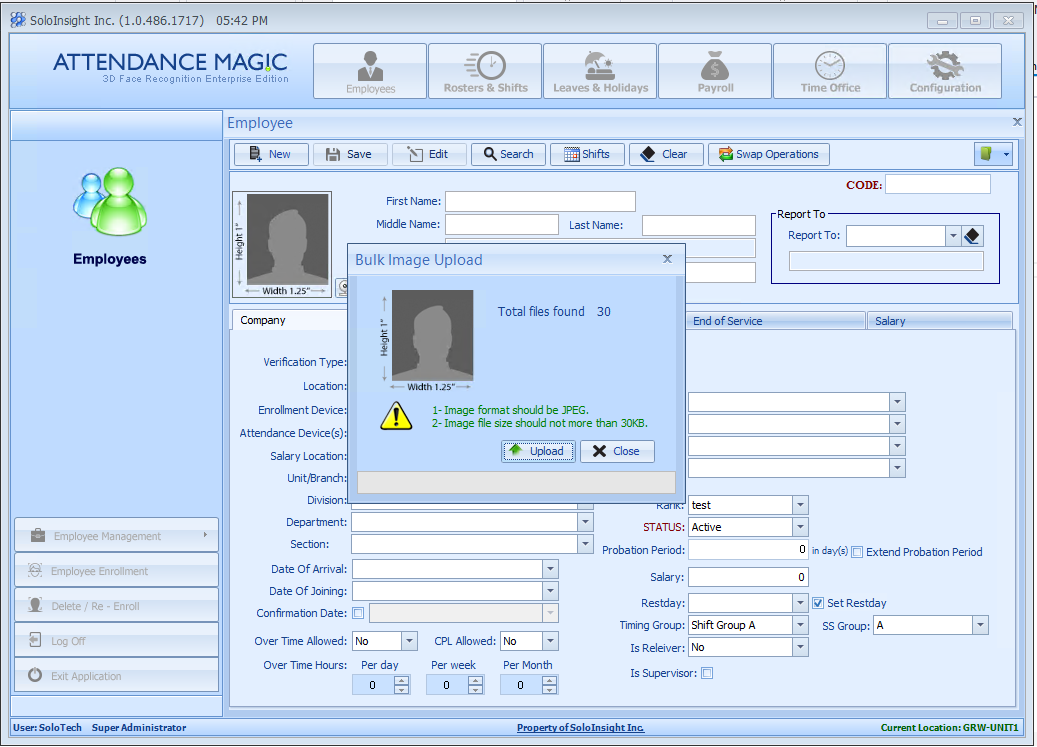 SoloInsight Inc. (1.0.486.1717) 05:42 PM
ATTENDANCE MAGIC
3D Face Recognition Enterprise Edition
Employees
Rosters & Shifts
Leaves & Holidays
Payroll
Time Office
Configuration
Employee
New
Save
Edit
Search
Shifts
Clear
Swap Operations
CODE:
First Name:
Middle Name:
Last Name:
Height 1"
Width 1.25"
Report To
Report To:
Employees
Bulk Image Upload
Total files found 30
Height 1"
Width 1.25"
1- Image format should be JPEG.
2- Image file size should not more than 30KB.
Upload
Close
Company
End of Service
Salary
Verification Type:
Location:
Enrollment Device:
Attendance Device(s):
Salary Location:
Unit/Branch:
Division:
Department:
Section:
Date Of Arrival:
Date Of Joining:
Confirmation Date:
Over Time Allowed: No
CPL Allowed: No
Over Time Hours: Per day Per week Per Month
0 0 0
Rank: test
STATUS: Active
Probation Period: 0 in day(s) Extend Probation Period
Salary: 0
Restday: Set Restday
Timing Group: Shift Group A SS Group: A
Is Releiver: No
Is Supervisor:
Employee Management
Employee Enrollment
Delete / Re - Enroll
Log Off
Exit Application
User: SoloTech Super Administrator
Property of SoloInsight Inc.
Current Location: GRW-UNIT1